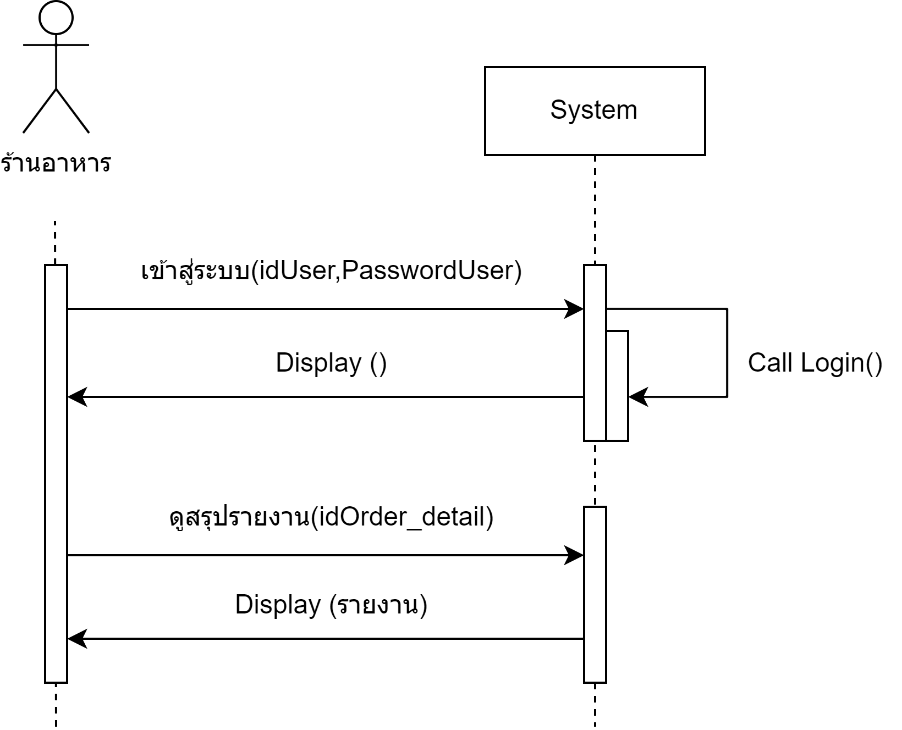 System
ร้านอาหาร
เข้าสู่ระบบ(idUser,PasswordUser)
Display ()
Call Login()
ดูสรุปรายงาน(idOrder_detail)
Display (รายงาน)